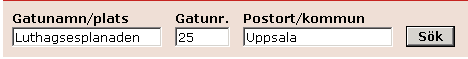 Gatunamn/plats Gatunr. Postort/kommun
Luthagsesplanaden 25 Uppsala Sök